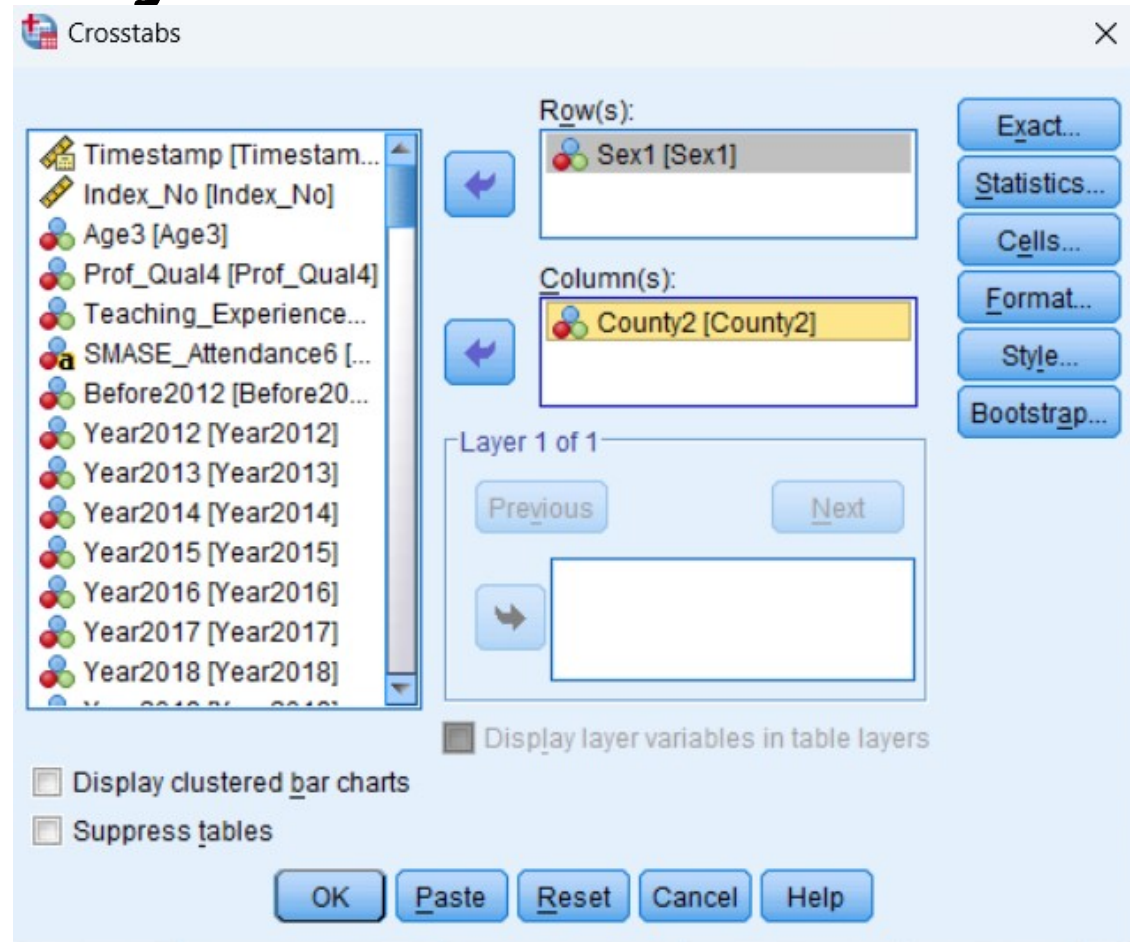 Crosstabs
Timestamp [Timestam...
Index_No [Index_No]
Age3 [Age3]
Prof_Qual4 [Prof_Qual4]
Teaching_Experience...
SMASE_Attendance6 [...
Before2012 [Before20...
Year2012 [Year2012]
Year2013 [Year2013]
Year2014 [Year2014]
Year2015 [Year2015]
Year2016 [Year2016]
Year2017 [Year2017]
Year2018 [Year2018]
Row(s):
Sex1 [Sex1]
Column(s):
County2 [County2]
Layer 1 of 1
Previous
Next
Display layer variables in table layers
Exact...
Statistics...
Cells...
Format...
Style...
Bootstrap...
Display clustered bar charts
Suppress tables
OK
Paste
Reset
Cancel
Help